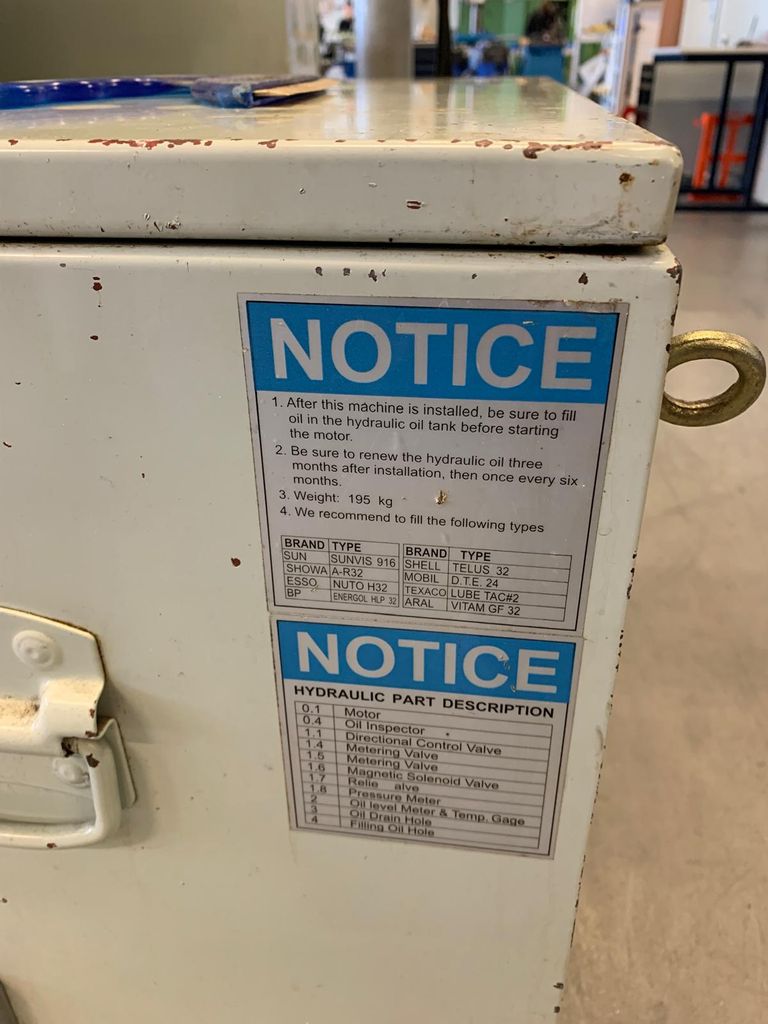 NOTICE
1. After this machine is installed, be sure to fill
oil in the hydraulic oil tank before starting
the motor.
2. Be sure to renew the hydraulic oil three
months after installation, then once every six
months.
3. Weight: 195 kg
4. We recommend to fill the following types
BRAND TYPE BRAND TYPE
SUN SUNVIS 916 SHELL TELUS 32
SHOWA A-R32 MOBIL D.T.E. 24
ESSO NUTO H32 TEXACO LUBE TAC#2
BP ENERGOL HLP 32 ARAL VITAM GF 32
NOTICE
HYDRAULIC PART DESCRIPTION
0.1 Motor
0.4 Oil Inspector
1.1 Directional Control Valve
1.4 Metering Valve
1.5 Metering Valve
1.6 Magnetic Solenoid Valve
1.7 Relie alve
1.8 Pressure Meter
2 Oil level Meter & Temp. Gage
3 Oil Drain Hole
4 Filling Oil Hole